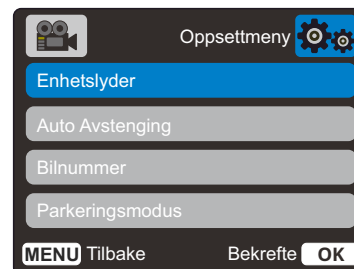 Oppsettmeny
Enhetslyder
Auto Avstenging
Bilnummer
Parkeringsmodus
MENU Tilbake Bekrefte OK